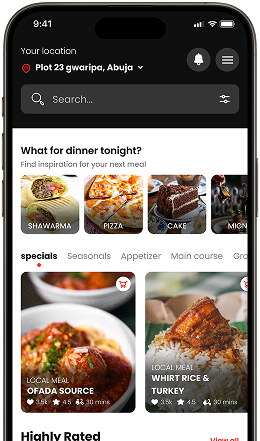 9:41
Your location
Plot 23 gwaripa, Abuja
Search...
What for dinner tonight?
Find inspiration for your next meal
SHAWARMA PIZZA CAKE MIGN
specials Seasonals Appetizer Main course Gro
LOCAL MEAL
OFADA SOURCE
3.5k 4.5 30 mins
LOCAL MEAL
WHIRT RICE &
TURKEY
3.5k 4.5 30 mins
Highly Rated
View all